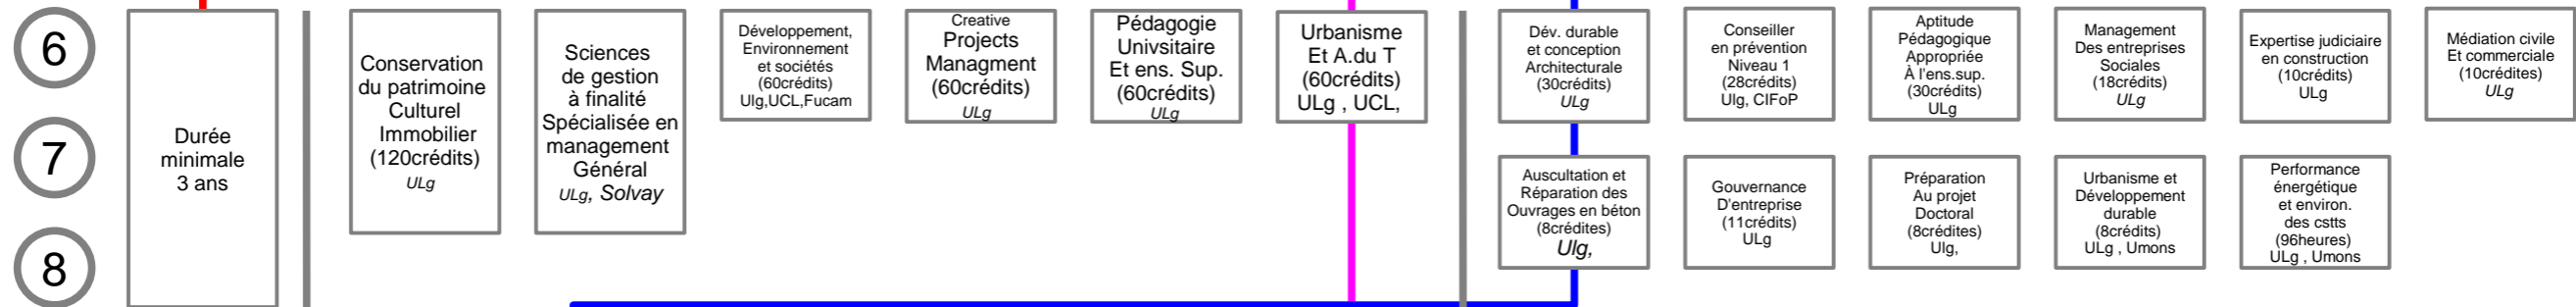 6
7
8
Durée
minimale
3 ans
Conservation
du patrimoine
Culturel
Immobilier
(120crédits)
ULg
Sciences
de gestion
à finalité
Spécialisée en
management
Général
ULg, Solvay
Développement,
Environnement
et sociétés
(60crédits)
Ulg,UCL,Fucam
Creative
Projects
Managment
(60crédits)
ULg
Pédagogie
Univsitaire
Et ens. Sup.
(60crédits)
ULg
Urbanisme
Et A.du T
(60crédits)
ULg , UCL,
Dév. durable
et conception
Architecturale
(30crédits)
ULg
Conseiller
en prévention
Niveau 1
(28crédits)
Ulg, CIFoP
Aptitude
Pédagogique
Appropriée
À l'ens.sup.
(30crédits)
ULg
Management
Des entreprises
Sociales
(18crédits)
ULg
Expertise judiciaire
en construction
(10crédits)
ULg
Médiation civile
Et commerciale
(10crédites)
ULg
Auscultation et
Réparation des
Ouvrages en béton
(8crédites)
Ulg,
Gouvernance
D'entreprise
(11crédits)
ULg
Préparation
Au projet
Doctoral
(8crédites)
Ulg,
Urbanisme et
Développement
durable
(8crédits)
ULg , Umons
Performance
énergétique
et environ.
des cstts
(96heures)
ULg , Umons